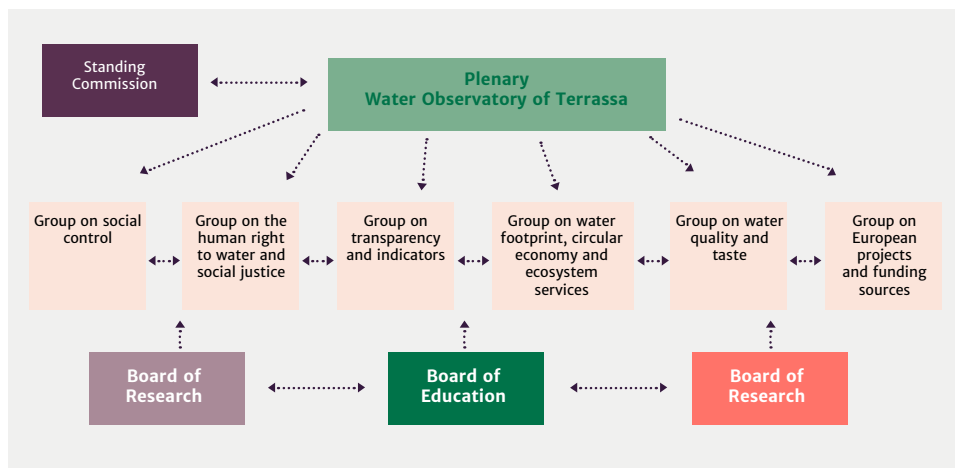 Standing
Commission
Plenary
Water Observatory of Terrassa
Group on social
control
Group on the
human right
to water and
social justice
Group on
transparency
and indicators
Group on water
footprint, circular
economy and
ecosystem
services
Group on water
quality and
taste
Group on
European
projects
and funding
sources
Board of
Research
Board of
Education
Board of
Research